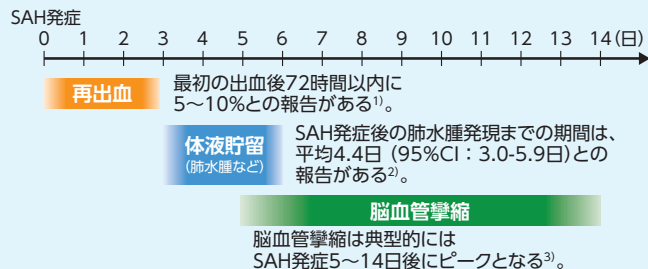 SAH発症
0 1 2 3 4 5 6 7 8 9 10 11 12 13 14(日)
再出血
最初の出血後72時間以内に
5〜10%との報告がある1)。
体液貯留
(肺水腫など)
SAH発症後の肺水腫発現までの期間は、
平均4.4日(95%CI:3.0-5.9日)との
報告がある2)。
脳血管攣縮
脳血管攣縮は典型的には
SAH発症5〜14日後にピークとなる3)。